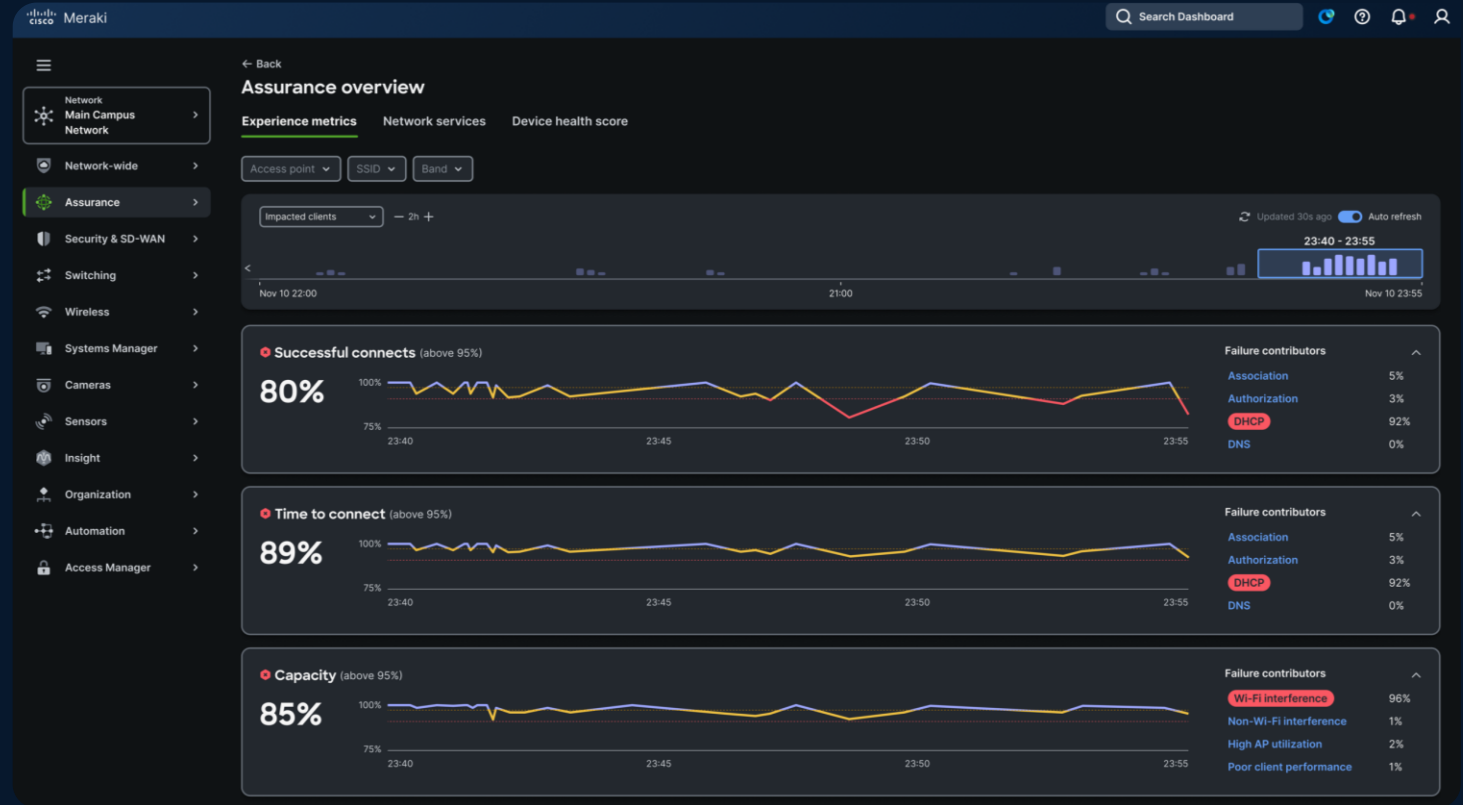 CISCO Meraki
Search Dashboard
Network
Main Campus
Network
Network-wide
Assurance
Security & SD-WAN
Switching
Wireless
Systems Manager
Cameras
Sensors
Insight
Organization
Automation
Access Manager
← Back
Assurance overview
Experience metrics Network services Device health score
Access point SSID Band
Impacted clients − 2h +
Updated 30s ago Auto refresh
23:40 - 23:55
Nov 10 22:00 21:00 Nov 10 23:55
Successful connects (above 95%)
80%
100%
75%
23:40 23:45 23:50 23:55
Failure contributors
Association 5%
Authorization 3%
DHCP 92%
DNS 0%
Time to connect (above 95%)
89%
100%
75%
23:40 23:45 23:50 23:55
Failure contributors
Association 5%
Authorization 3%
DHCP 92%
DNS 0%
Capacity (above 95%)
85%
100%
75%
23:40 23:45 23:50 23:55
Failure contributors
Wi-Fi interference 96%
Non-Wi-Fi interference 1%
High AP utilization 2%
Poor client performance 1%